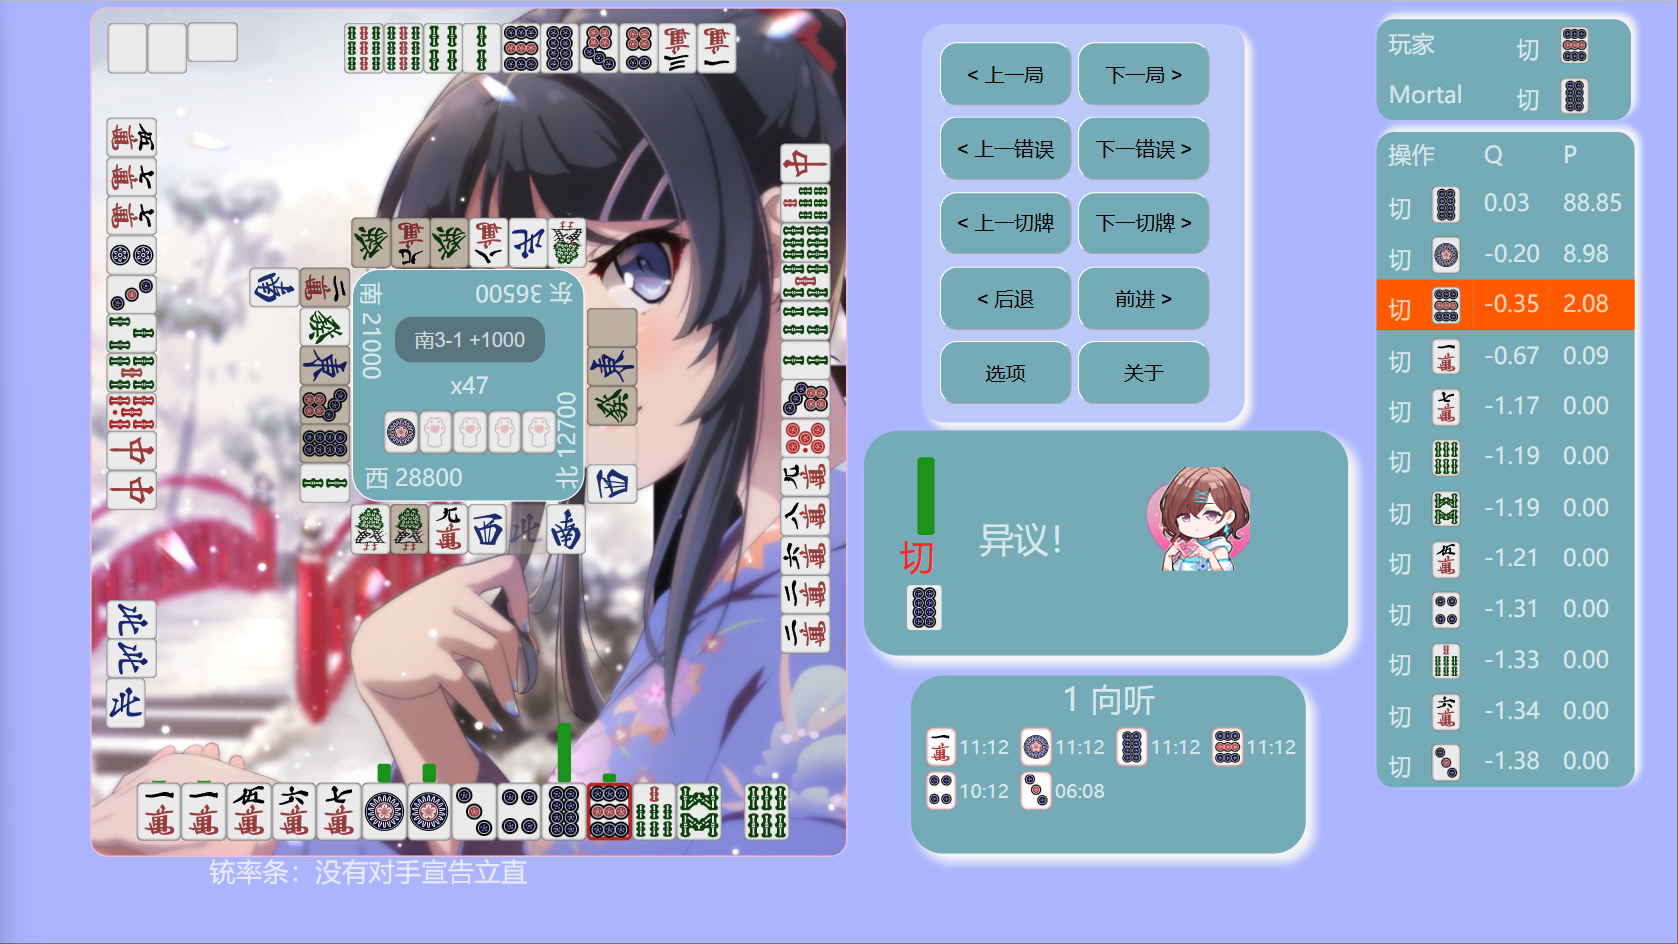 < 上一局
下一局 >
< 上一错误
下一错误 >
< 上一切牌
下一切牌 >
< 后退
前进 >
选项
关于
东 36500
南 21000
南3-1 +1000
x47
北 12700
西 28800
切
异议！
1 向听
11:12
11:12
11:12
11:12
10:12
06:08
玩家 切
Mortal 切
操作 Q P
切 0.03 88.85
切 -0.20 8.98
切 -0.35 2.08
切 -0.67 0.09
切 -1.17 0.00
切 -1.19 0.00
切 -1.19 0.00
切 -1.21 0.00
切 -1.31 0.00
切 -1.33 0.00
切 -1.34 0.00
切 -1.38 0.00
铳率条：没有对手宣告立直